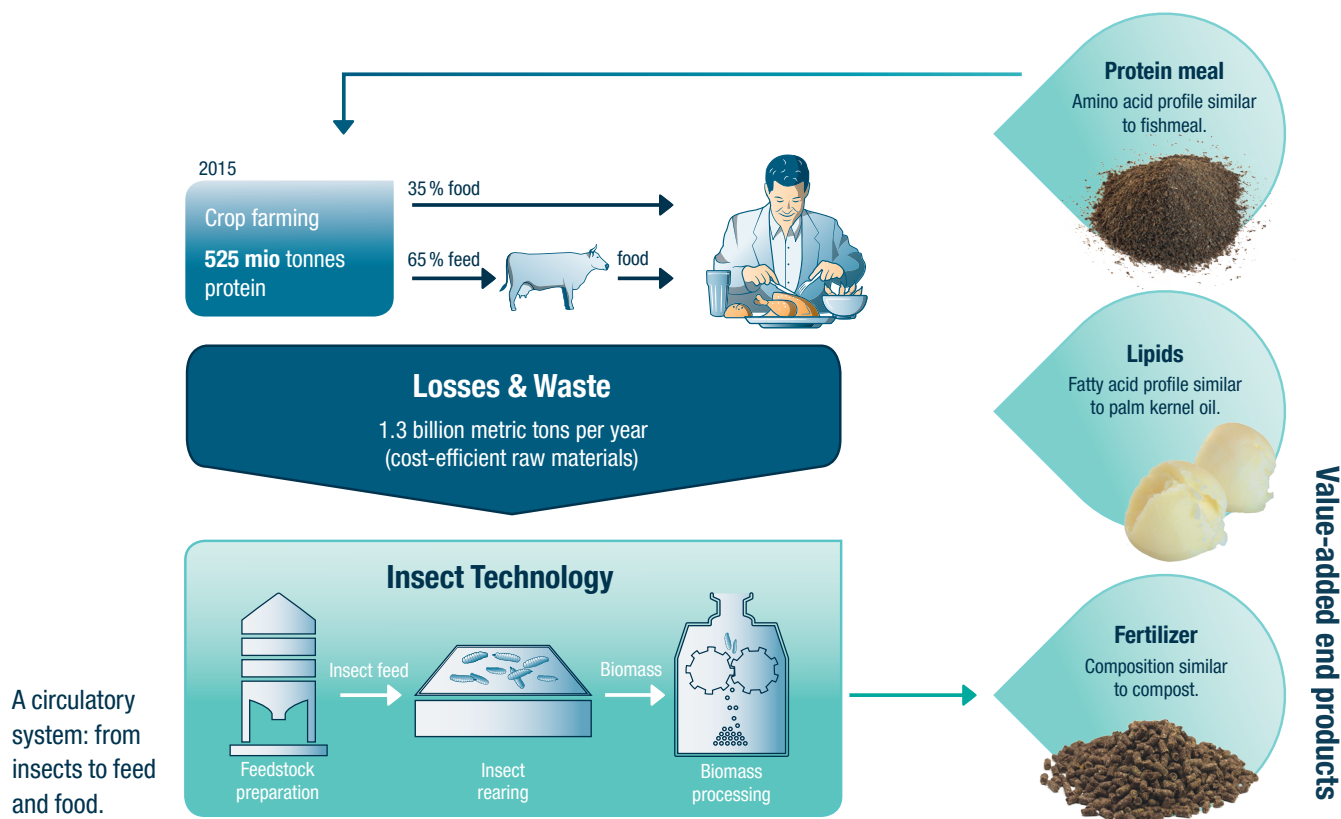 Protein meal
Amino acid profile similar
to fishmeal.
2015
Crop farming
525 mio tonnes
protein
35 % food
65 % feed
food
Losses & Waste
1.3 billion metric tons per year
(cost-efficient raw materials)
Lipids
Fatty acid profile similar
to palm kernel oil.
Insect Technology
Insect feed
Biomass
Feedstock
preparation
Insect
rearing
Biomass
processing
Fertilizer
Composition similar
to compost.
Value-added end products
A circulatory
system: from
insects to feed
and food.